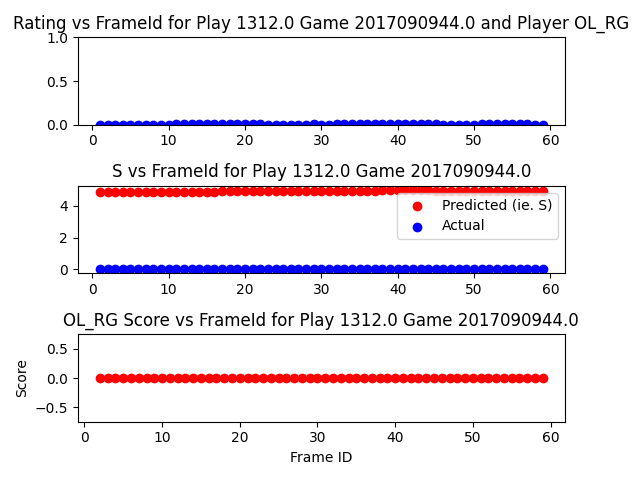 Rating vs FrameId for Play 1312.0 Game 2017090944.0 and Player OL_RG
1.0
0.5
0.0
0 10 20 30 40 50 60
S vs FrameId for Play 1312.0 Game 2017090944.0
4
2
0
Predicted (ie. S)
Actual
0 10 20 30 40 50 60
OL_RG Score vs FrameId for Play 1312.0 Game 2017090944.0
Score
0.5
0.0
−0.5
0 10 20 30 40 50 60
Frame ID